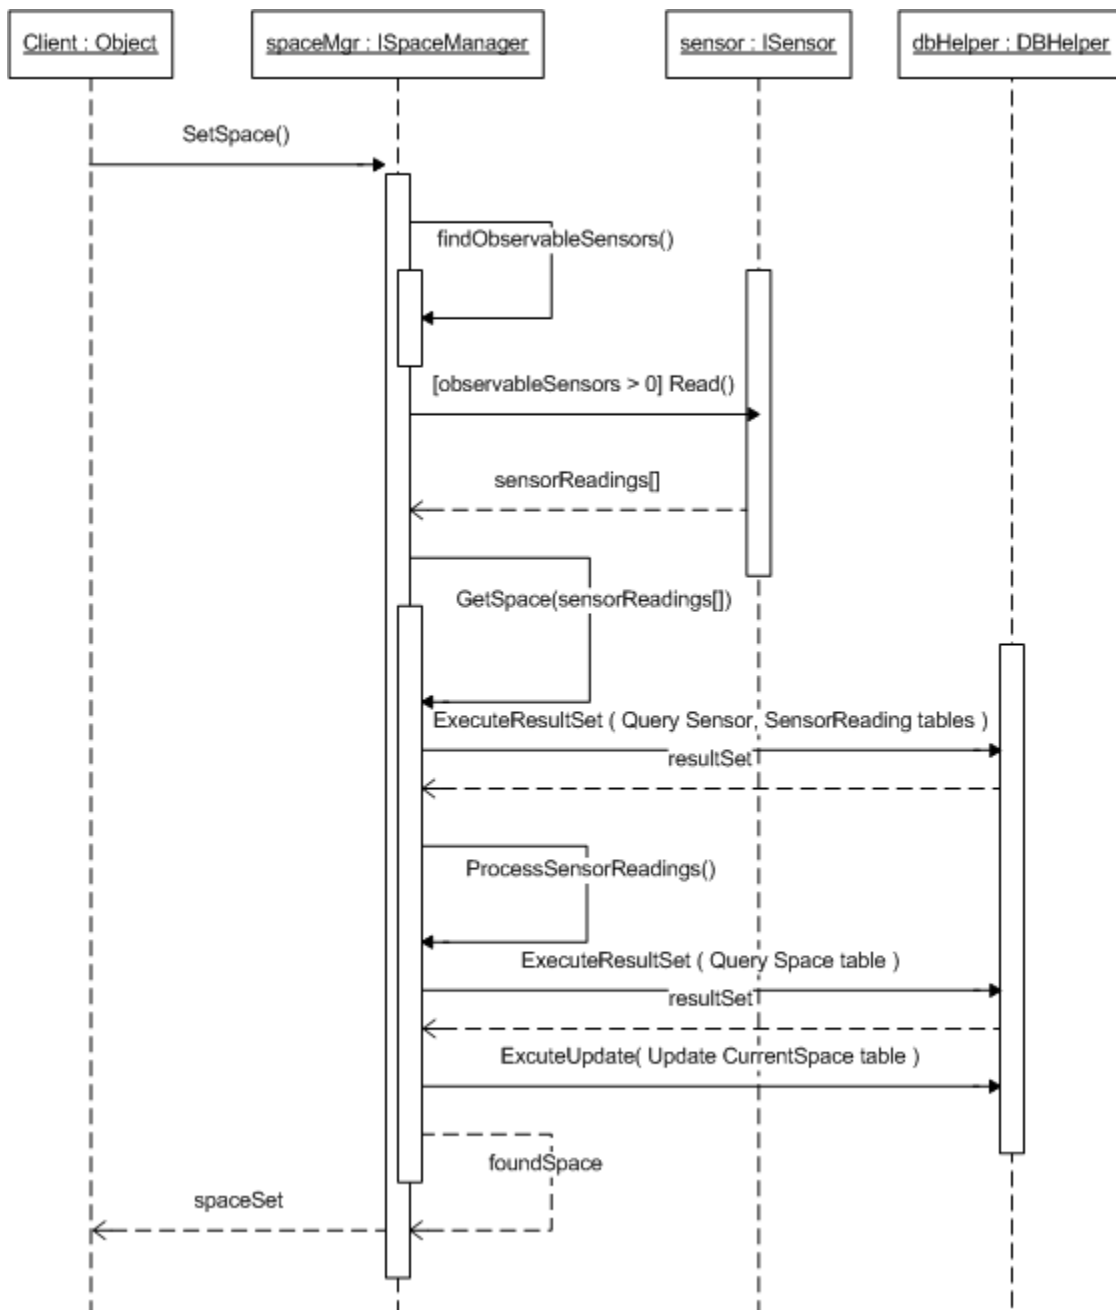 Client : Object
spaceMgr : ISpaceManager
sensor : ISensor
dbHelper : DBHelper
SetSpace()
findObservableSensors()
[observableSensors > 0] Read()
sensorReadings[]
GetSpace(sensorReadings[])
ExecuteResultSet ( Query Sensor, SensorReading tables )
resultSet
ProcessSensorReadings()
ExecuteResultSet ( Query Space table )
resultSet
ExcuteUpdate( Update CurrentSpace table )
foundSpace
spaceSet